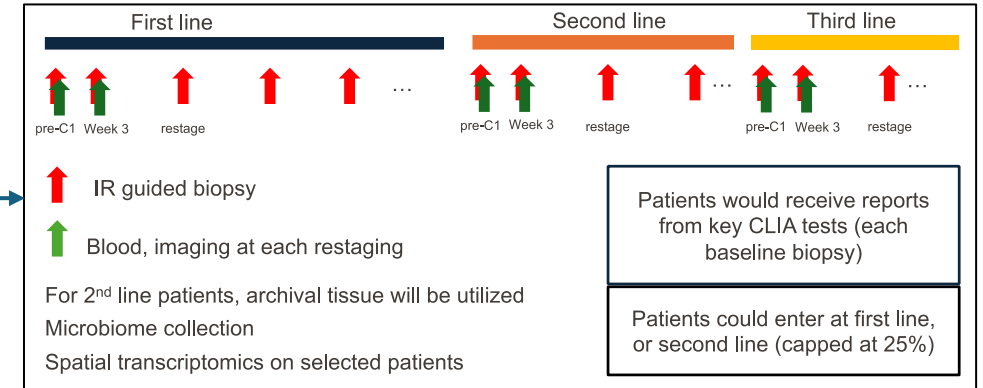 First line
Second line
Third line
...
...
...
pre-C1
Week 3
restage
pre-C1
Week 3
restage
pre-C1
Week 3
restage
IR guided biopsy
Blood, imaging at each restaging
For 2nd line patients, archival tissue will be utilized
Microbiome collection
Spatial transcriptomics on selected patients
Patients would receive reports
from key CLIA tests (each
baseline biopsy)
Patients could enter at first line,
or second line (capped at 25%)